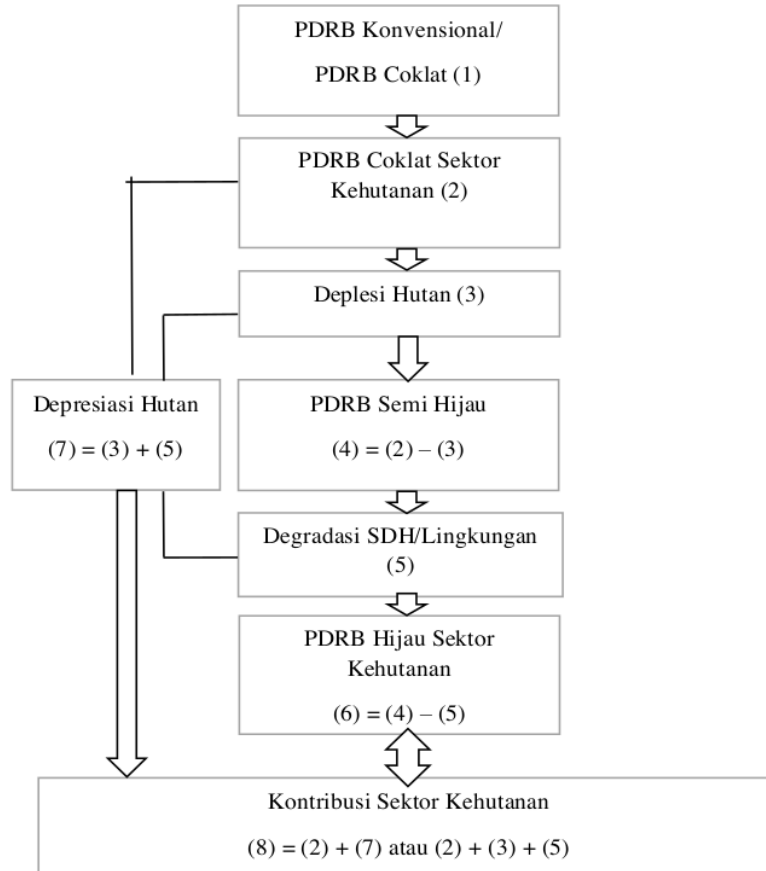 PDRB Konvensional/
PDRB Coklat (1)
PDRB Coklat Sektor
Kehutanan (2)
Deplesi Hutan (3)
Depresiasi Hutan
(7) = (3) + (5)
PDRB Semi Hijau
(4) = (2) – (3)
Degradasi SDH/Lingkungan
(5)
PDRB Hijau Sektor
Kehutanan
(6) = (4) – (5)
Kontribusi Sektor Kehutanan
(8) = (2) + (7) atau (2) + (3) + (5)